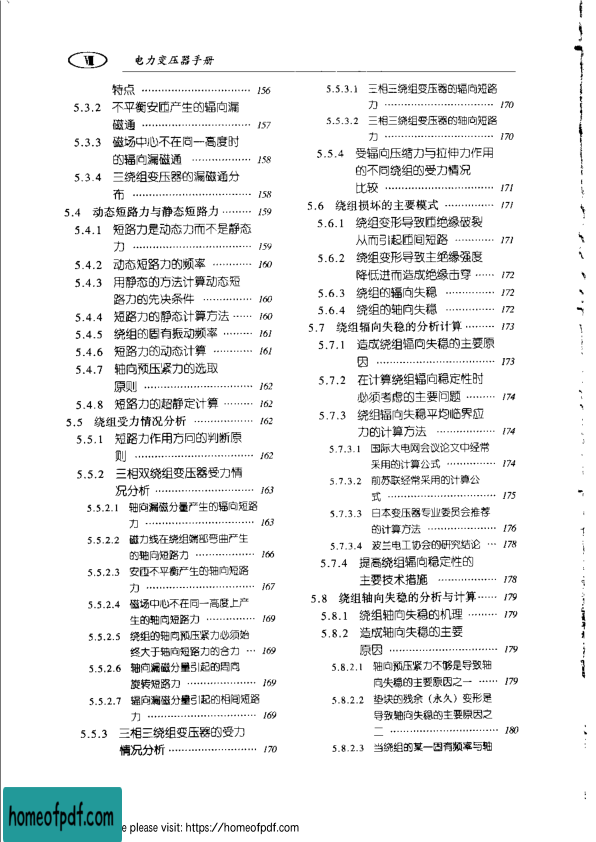 Ⅷ 电力变压器手册
特点 …………………………… 156
5.3.2 不平衡安匝产生的辐向漏
磁通 …………………………… 157
5.3.3 磁场中心不在同一高度时
的辐向漏磁通 ……………… 158
5.3.4 三绕组变压器的漏磁通分
布 …………………………… 158
5.4 动态短路力与静态短路力 ……… 159
5.4.1 短路力是动态力而不是静态
力 …………………………… 159
5.4.2 动态短路力的频率 ………… 160
5.4.3 用静态的方法计算动态短
路力的先决条件 …………… 160
5.4.4 短路力的静态计算方法 …… 160
5.4.5 绕组的固有振动频率 ……… 161
5.4.6 短路力的动态计算 ………… 161
5.4.7 轴向预压紧力的选取
原则 …………………………… 162
5.4.8 短路力的超静定计算 ……… 162
5.5 绕组受力情况分析 …………… 162
5.5.1 短路力作用方向的判断原
则 …………………………… 162
5.5.2 三相双绕组变压器受力情
况分析 ………………………… 163
5.5.2.1 轴向漏磁分量产生的辐向短路
力 …………………………… 163
5.5.2.2 磁力线在绕组端部弯曲产生
的轴向短路力 ……………… 166
5.5.2.3 安匝不平衡产生的轴向短路
力 …………………………… 167
5.5.2.4 磁场中心不在同一高度上产
生的轴向短路力 …………… 169
5.5.2.5 绕组的轴向预压紧力必须始
终大于轴向短路力的合力 … 169
5.5.2.6 轴向漏磁分量引起的周向
旋转短路力 ………………… 169
5.5.2.7 辐向漏磁分量引起的相间短路
力 …………………………… 169
5.5.3 三相三绕组变压器的受力
情况分析 ……………………… 170
5.5.3.1 三相三绕组变压器的辐向短路
力 …………………………… 170
5.5.3.2 三相三绕组变压器的轴向短路
力 …………………………… 170
5.5.4 受辐向压缩力与拉伸力作用
的不同绕组的受力情况
比较 …………………………… 171
5.6 绕组损坏的主要模式 …………… 171
5.6.1 绕组变形导致匝绝缘破裂
从而引起匝间短路 ………… 171
5.6.2 绕组变形导致主绝缘强度
降低进而造成绝缘击穿 …… 172
5.6.3 绕组的辐向失稳 …………… 172
5.6.4 绕组的轴向失稳 …………… 172
5.7 绕组辐向失稳的分析计算 ……… 173
5.7.1 造成绕组辐向失稳的主要原
因 …………………………… 173
5.7.2 在计算绕组辐向稳定性时
必须考虑的主要问题 ……… 174
5.7.3 绕组辐向失稳平均临界应
力的计算方法 ……………… 174
5.7.3.1 国际大电网会议论文中经常
采用的计算公式 …………… 174
5.7.3.2 前苏联经常采用的计算公
式 …………………………… 175
5.7.3.3 日本变压器专业委员会推荐
的计算方法 ………………… 176
5.7.3.4 波兰电工协会的研究结论 … 178
5.7.4 提高绕组辐向稳定性的
主要技术措施 ……………… 178
5.8 绕组轴向失稳的分析与计算 …… 179
5.8.1 绕组轴向失稳的机理 ……… 179
5.8.2 造成轴向失稳的主要
原因 …………………………… 179
5.8.2.1 轴向预压紧力不够是导致轴
向失稳的主要原因之一 …… 179
5.8.2.2 垫块的残余（永久）变形是
导致轴向失稳的主要原因之
二 …………………………… 180
5.8.2.3 当绕组的某一固有频率与轴
homeofpdf.com
e please visit: https://homeofpdf.com